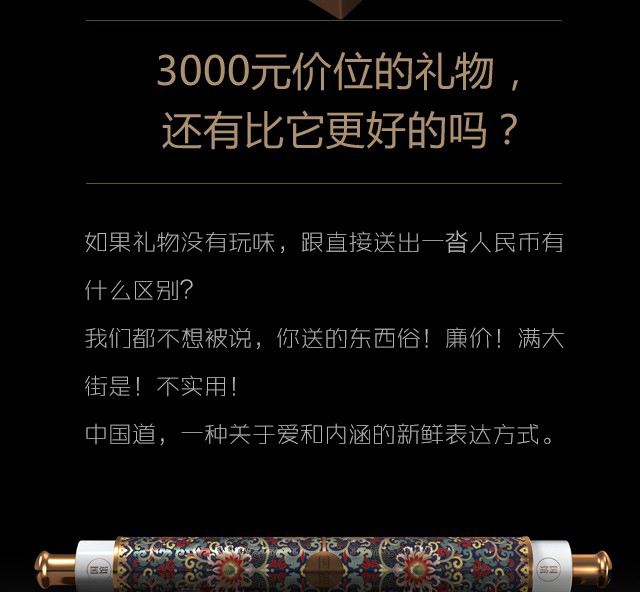 3000元价位的礼物，
还有比它更好的吗？
如果礼物没有玩味，跟直接送出一沓人民币有
什么区别？
我们都不想被说，你送的东西俗！廉价！满大
街是！不实用！
中国道，一种关于爱和内涵的新鲜表达方式。